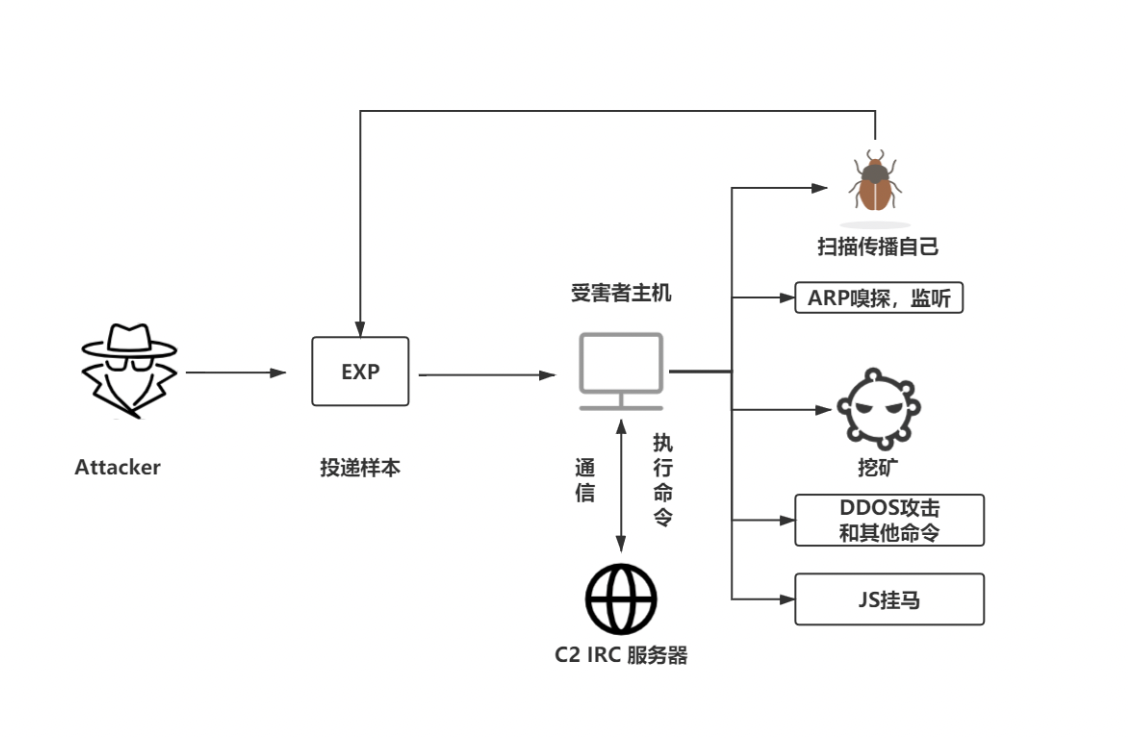 扫描传播自己
受害者主机
ARP嗅探，监听
EXP
Attacker
投递样本
通信
执行命令
挖矿
DDOS攻击
和其他命令
JS挂马
C2 IRC 服务器